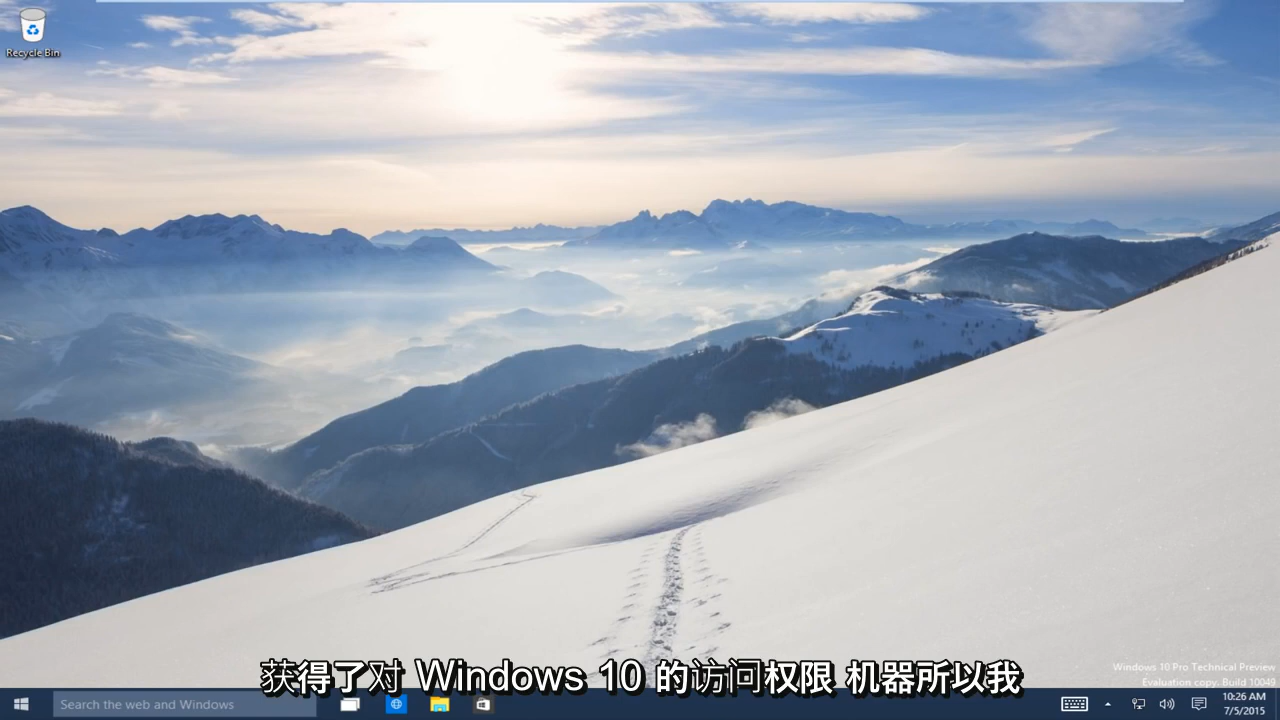 Recycle Bin
Windows 10 Pro Technical Preview
Evaluation copy. Build 10049
获得了对 Windows 10 的访问权限 机器所以我
Search the web and Windows
10:26 AM
7/5/2015